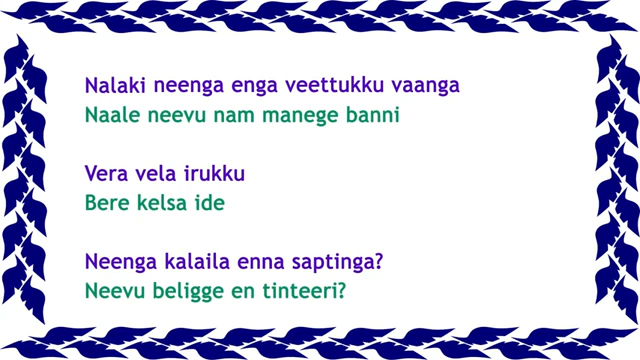 Nalaki neenga enga veettukku vaanga
Naale neevu nam manege banni
Vera vela irukku
Bere kelsa ide
Neenga kalaila enna saptinga?
Neevu beligge en tinteeri?